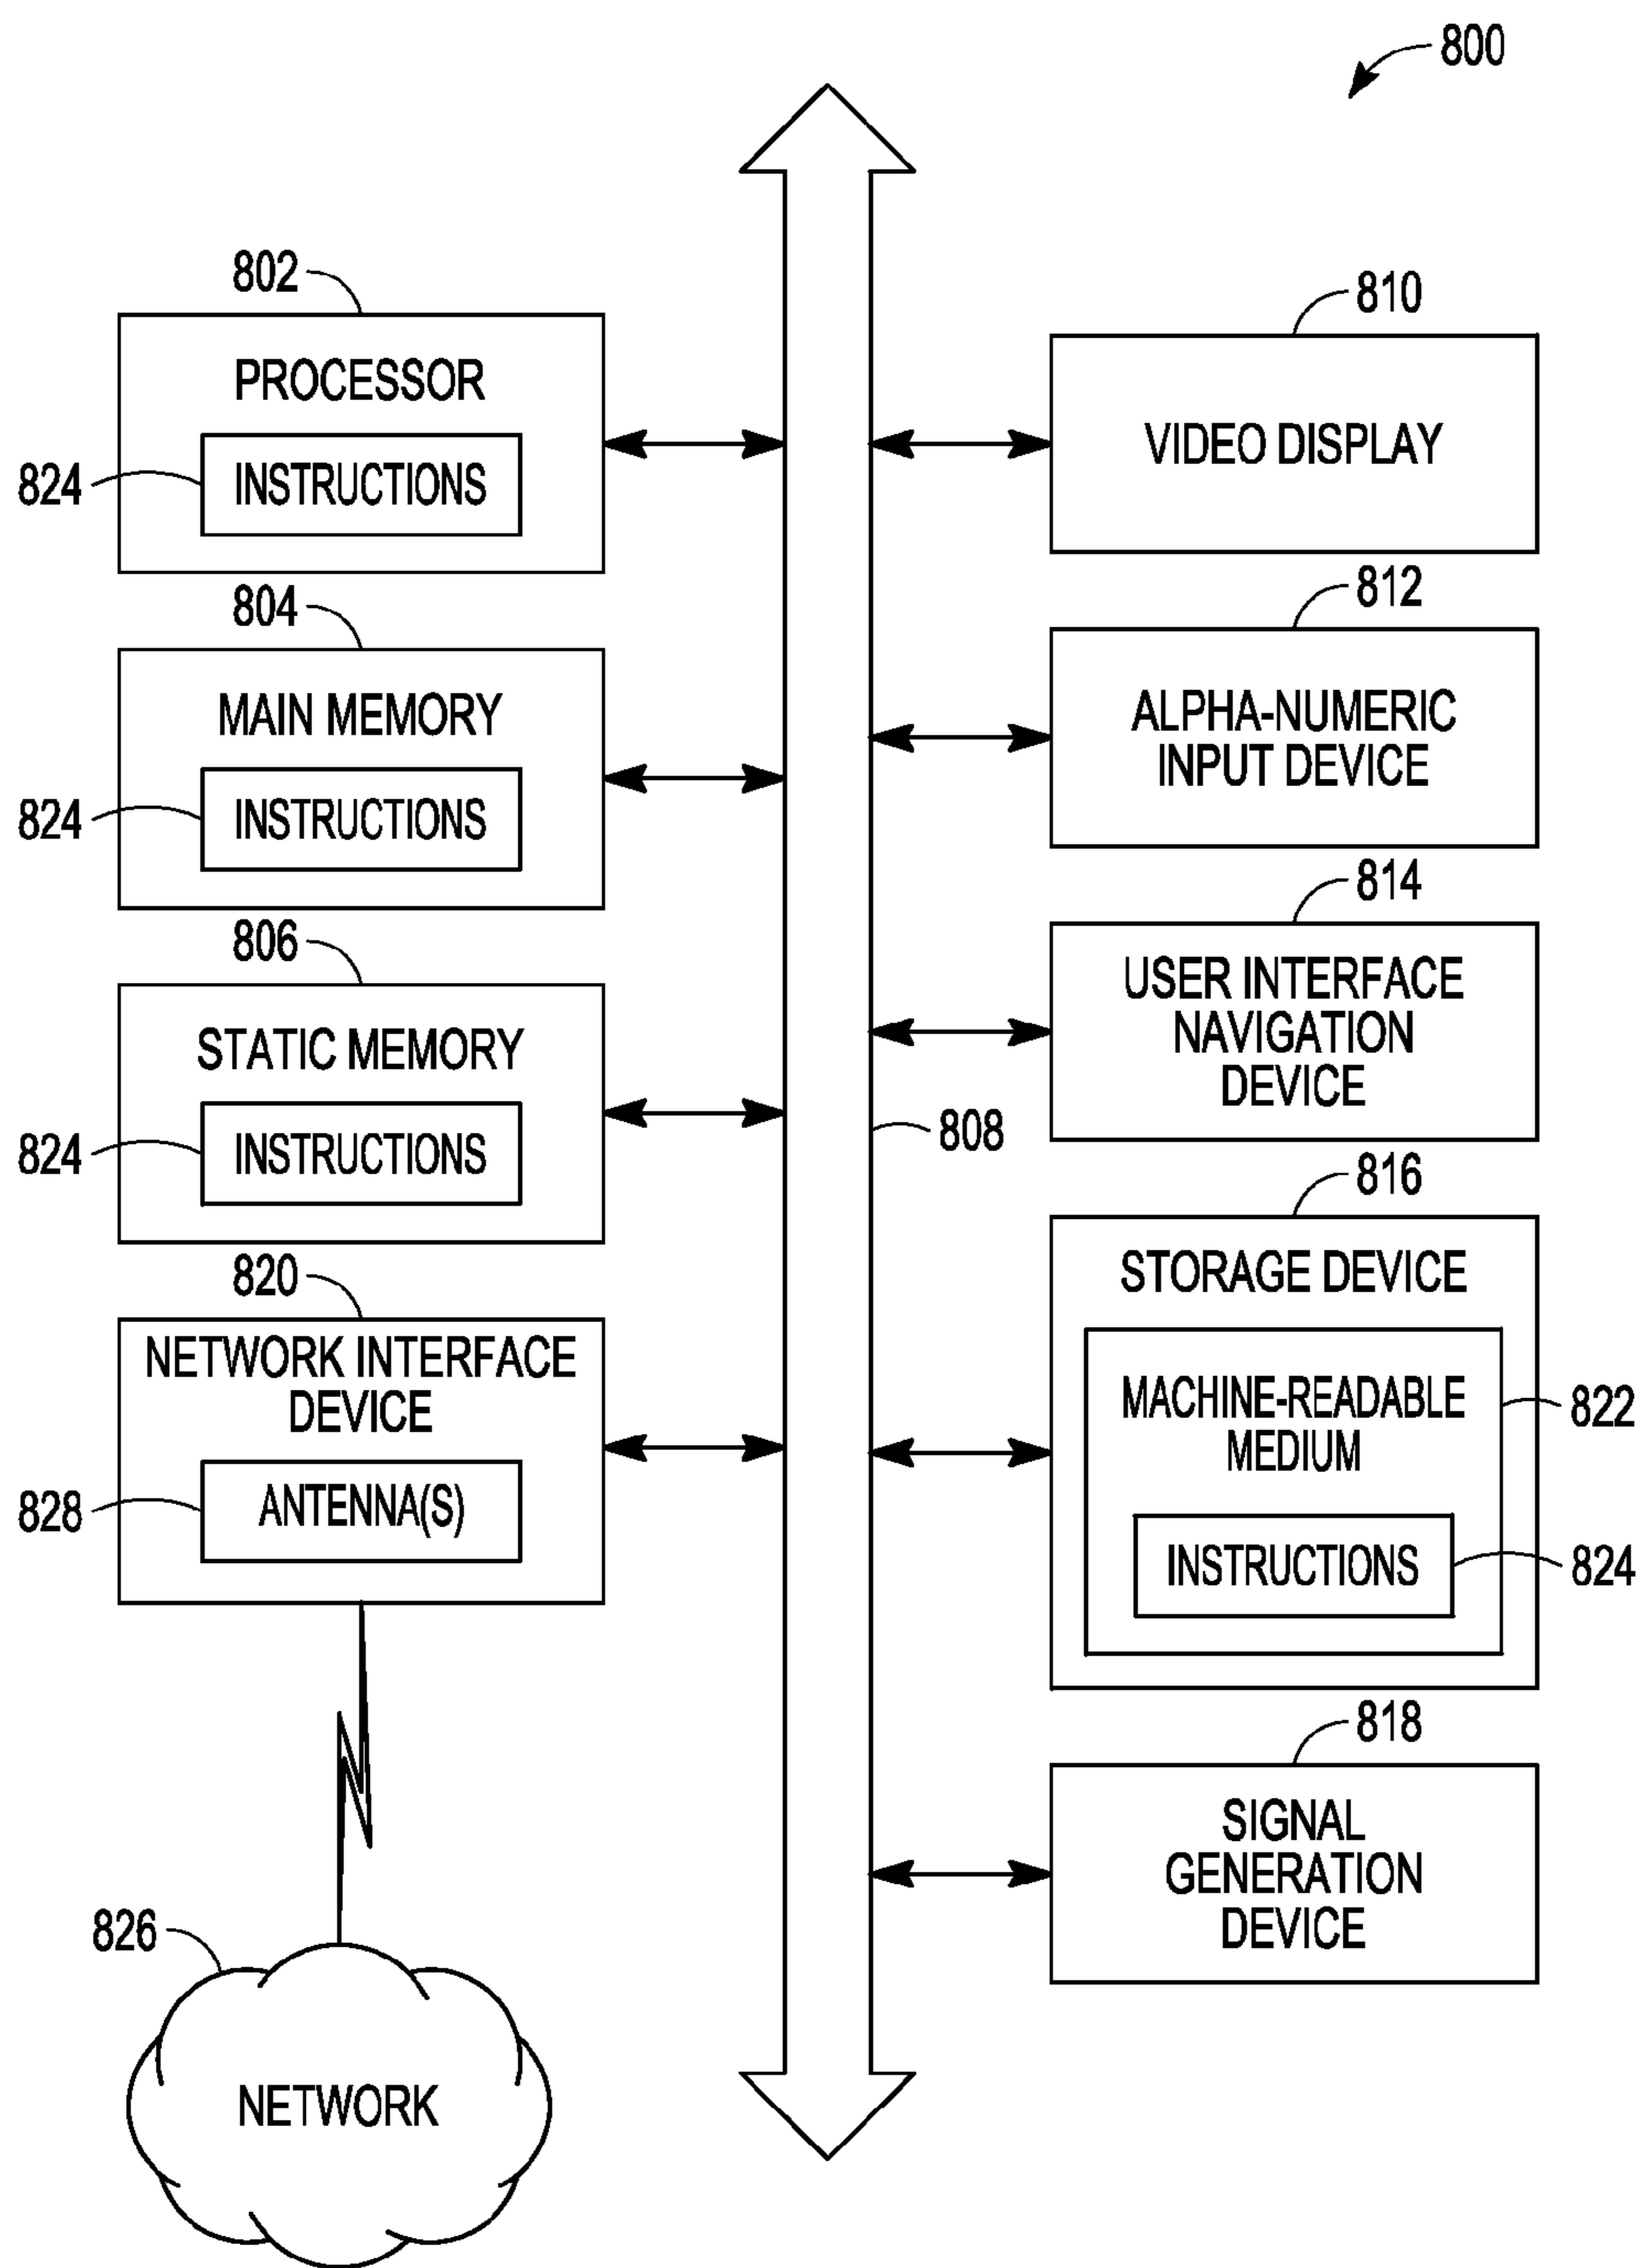 800
802
PROCESSOR
824
INSTRUCTIONS
804
MAIN MEMORY
824
INSTRUCTIONS
806
STATIC MEMORY
824
INSTRUCTIONS
820
NETWORK INTERFACE
DEVICE
828
ANTENNA(S)
826
NETWORK
808
810
VIDEO DISPLAY
812
ALPHA-NUMERIC
INPUT DEVICE
814
USER INTERFACE
NAVIGATION
DEVICE
816
STORAGE DEVICE
MACHINE-READABLE
MEDIUM
822
INSTRUCTIONS
824
818
SIGNAL
GENERATION
DEVICE